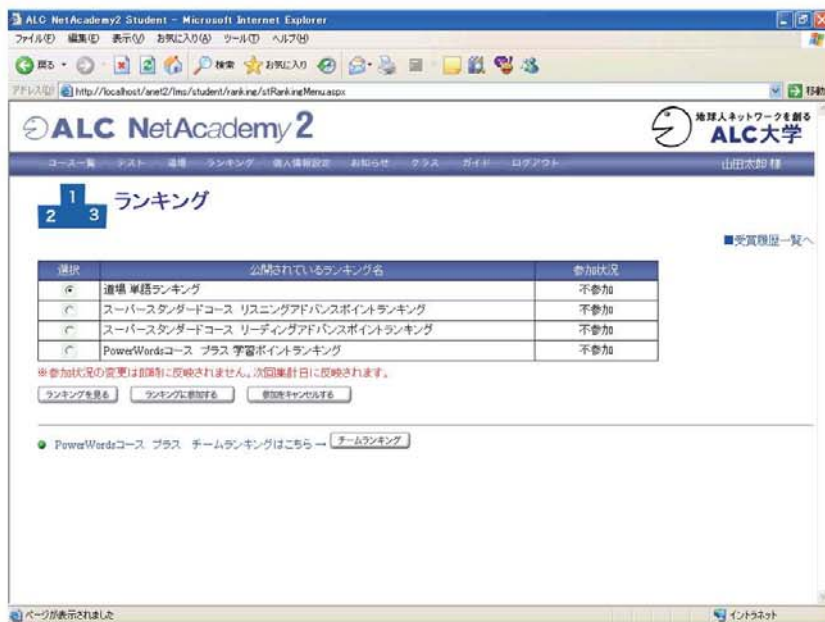 ALC NetAcademy2 Student - Microsoft Internet Explorer
ファイル(F) 編集(E) 表示(V) お気に入り(A) ツール(T) ヘルプ(H)
戻る 検索 お気に入り
アドレス(D) http://localhost/anet2/lms/student/ranking/stRankingMenu.aspx 移動
ALC NetAcademy 2
地球人ネットワークを創る
ALC大学
コース一覧 テスト 道場 ランキング 個人情報設定 お知らせ クラス ガイド ログアウト 山田太郎 様
1 2 3 ランキング
■受賞履歴一覧へ
選択 公開されているランキング名 参加状況
道場 単語ランキング 不参加
スーパースタンダードコース リスニングアドバンスポイントランキング 不参加
スーパースタンダードコース リーディングアドバンスポイントランキング 不参加
PowerWordsコース プラス 学習ポイントランキング 不参加
※参加状況の変更は即時に反映されません。次回集計日に反映されます。
ランキングを見る ランキングに参加する 参加をキャンセルする
PowerWordsコース プラス チームランキングはこちら→ チームランキング
ページが表示されました イントラネット